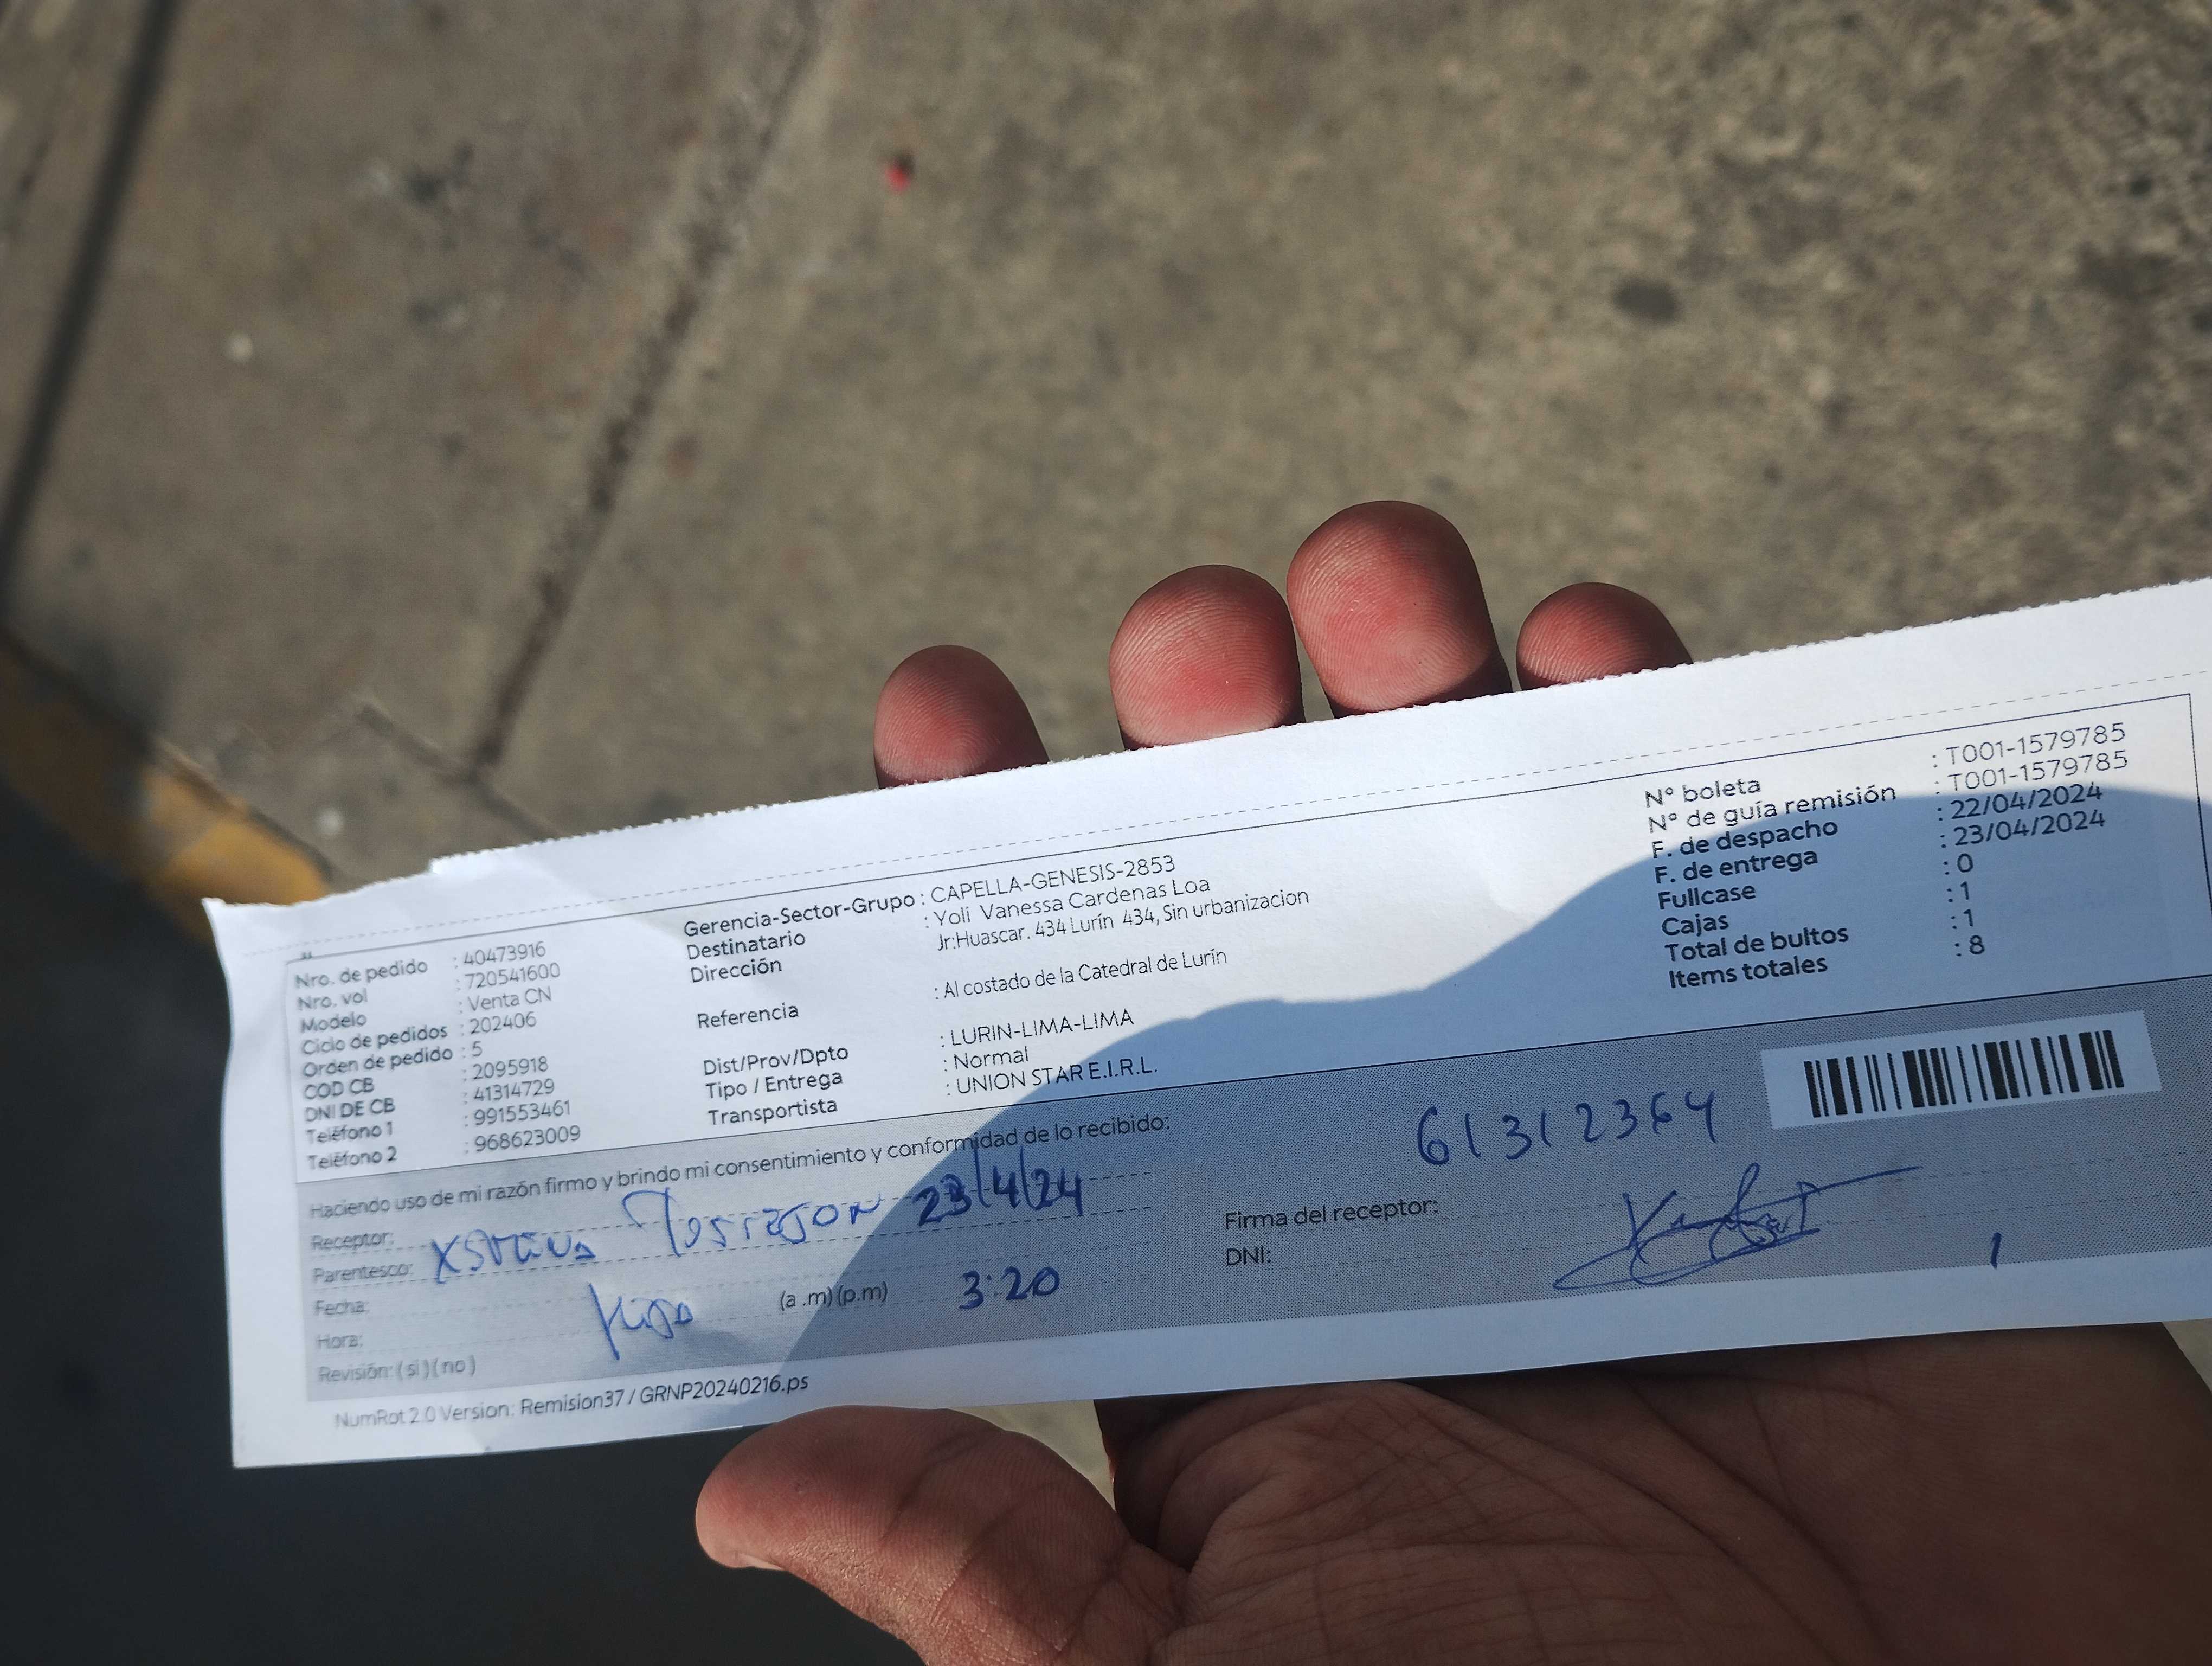 Nro. de pedido : 40473916
Nro. vol : 720541600
Modelo : Venta CN
Ciclo de pedidos : 202406
Orden de pedido : 5
COD CB : 2095918
DNI DE CB : 41314729
Teléfono 1 : 991553461
Teléfono 2 : 968623009
Gerencia-Sector-Grupo : CAPELLA-GENESIS-2853
Destinatario : Yoli Vanessa Cardenas Loa
Dirección Jr:Huascar. 434 Lurín 434, Sin urbanizacion
Referencia : Al costado de la Catedral de Lurín
Dist/Prov/Dpto : LURIN-LIMA-LIMA
Tipo / Entrega : Normal
Transportista : UNION STAR E.I.R.L.
N° boleta : T001-1579785
N° de guía remisión : T001-1579785
F. de despacho : 22/04/2024
F. de entrega : 23/04/2024
Fullcase : 0
Cajas : 1
Total de bultos : 1
Items totales : 8
Haciendo uso de mi razón firmo y brindo mi consentimiento y conformidad de lo recibido:
Receptor: 23/4/24
Parentesco:
Fecha:
Hora: (a .m) (p.m) 3:20
Revisión: ( si ) ( no )
61312364
Firma del receptor:
DNI:
NumRot 2.0 Version: Remision37 / GRNP20240216.ps